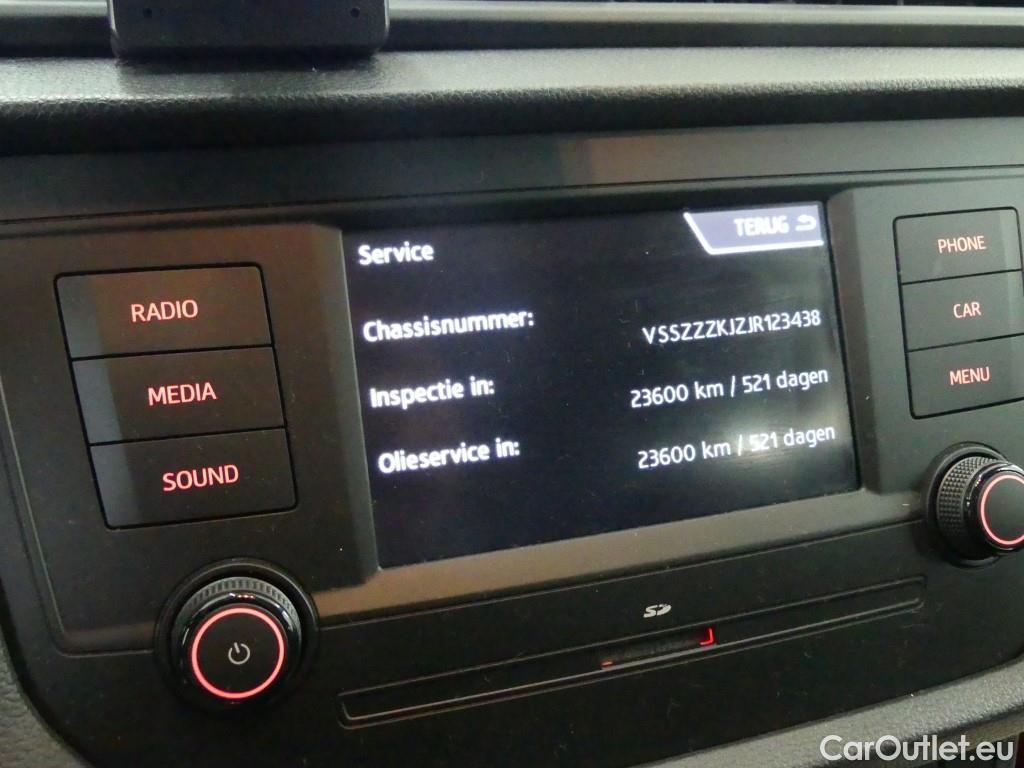 TERUG
Service
Chassisnummer: VSSZZZKJZJR123438
Inspectie in: 23600 km / 521 dagen
Olieservice in: 23600 km / 521 dagen
RADIO
MEDIA
SOUND
PHONE
CAR
MENU
SD
CarOutlet.eu